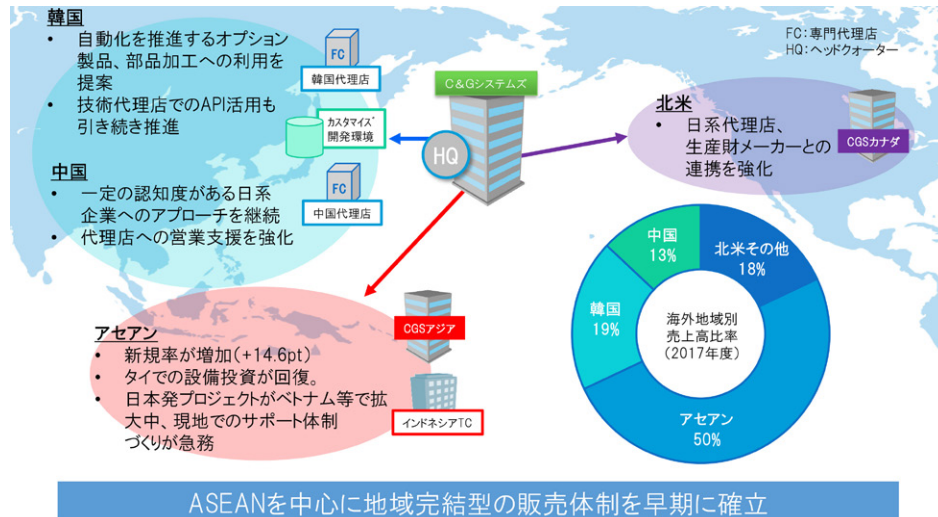 韓国
• 自動化を推進するオプション
製品、部品加工への利用を
提案
• 技術代理店でのAPI活用も
引き続き推進
FC
韓国代理店
カスタマイズ
開発環境
中国
• 一定の認知度がある日系
企業へのアプローチを継続
• 代理店への営業支援を強化
FC
中国代理店
C&Gシステムズ
HQ
FC:専門代理店
HQ:ヘッドクォーター
北米
• 日系代理店、
生産財メーカーとの
連携を強化
CGSカナダ
アセアン
• 新規率が増加(+14.6pt)
• タイでの設備投資が回復。
• 日本発プロジェクトがベトナム等で拡
大中、現地でのサポート体制
づくりが急務
CGSアジア
インドネシアTC
中国
13%
北米その他
18%
韓国
19%
海外地域別
売上高比率
(2017年度)
アセアン
50%
ASEANを中心に地域完結型の販売体制を早期に確立